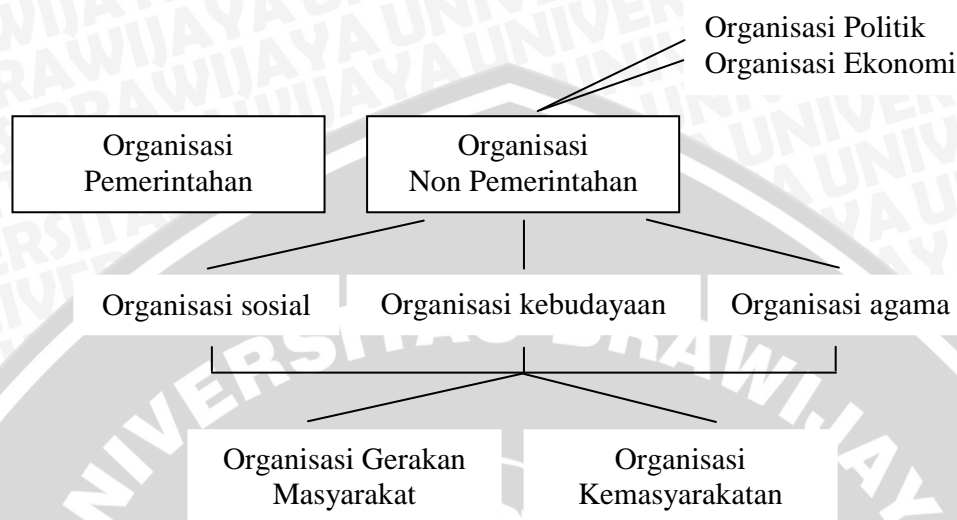 Organisasi Politik
Organisasi Ekonomi
Organisasi
Pemerintahan
Organisasi
Non Pemerintahan
Organisasi sosial
Organisasi kebudayaan
Organisasi agama
Organisasi Gerakan
Masyarakat
Organisasi
Kemasyarakatan